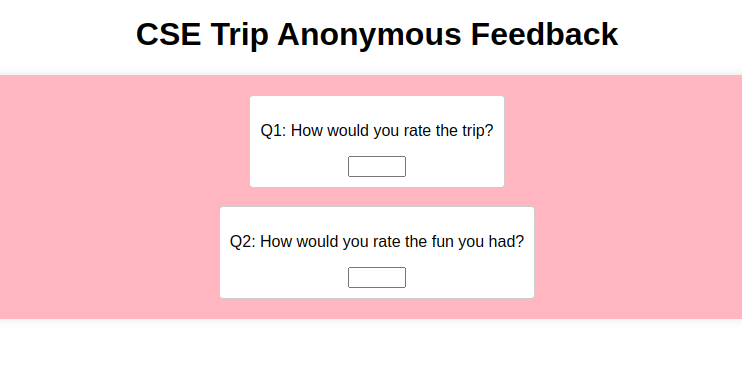 CSE Trip Anonymous Feedback
Q1: How would you rate the trip?
Q2: How would you rate the fun you had?